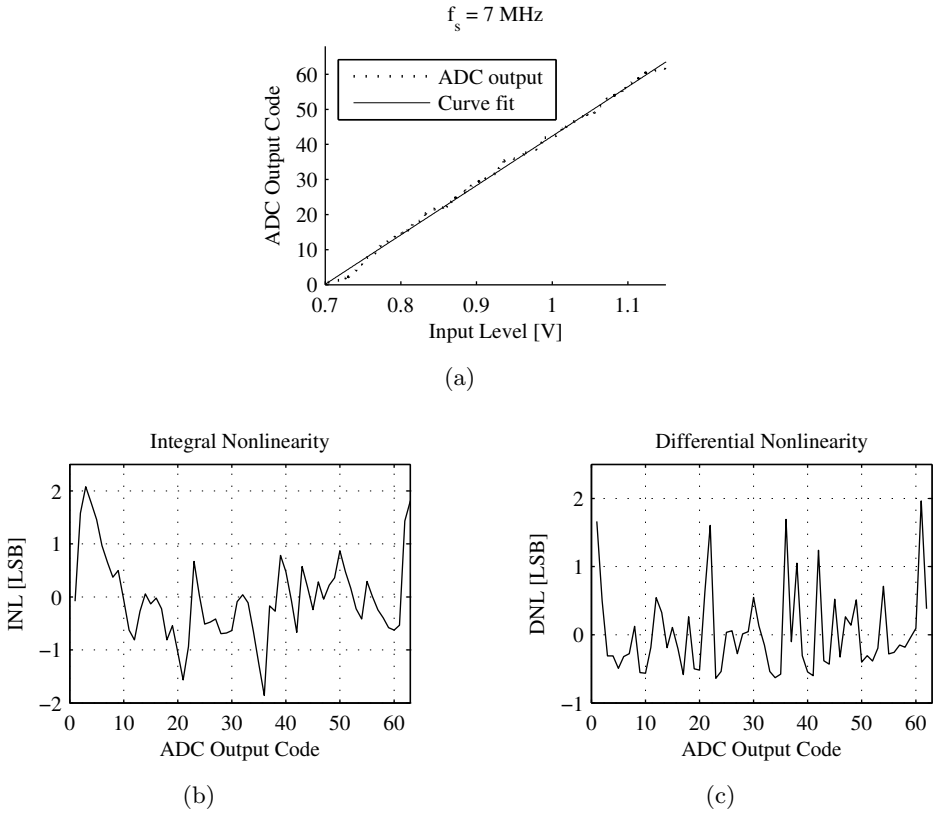 f_s = 7 MHz
ADC output
Curve fit
ADC Output Code
60
50
40
30
20
10
0
0.7
0.8
0.9
1
1.1
Input Level [V]
(a)
Integral Nonlinearity
INL [LSB]
2
1
0
−1
−2
0
10
20
30
40
50
60
ADC Output Code
(b)
Differential Nonlinearity
DNL [LSB]
2
1
0
−1
0
10
20
30
40
50
60
ADC Output Code
(c)